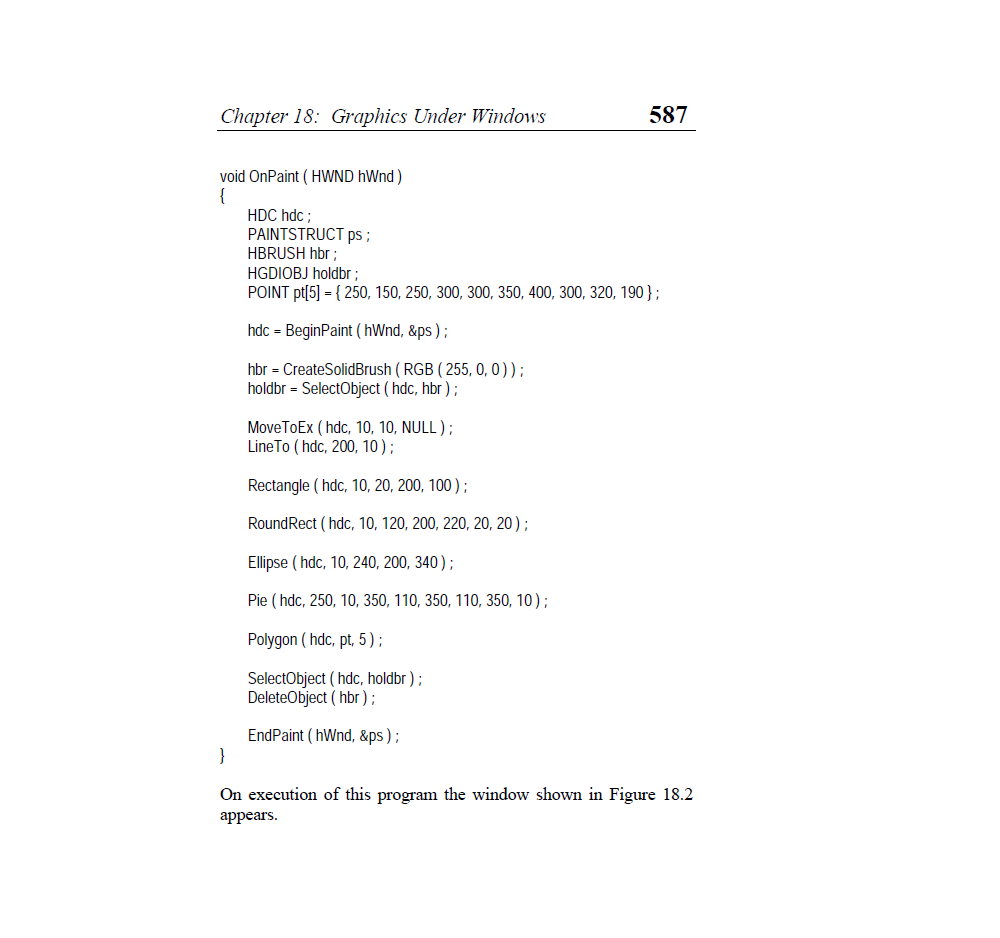 Chapter 18: Graphics Under Windows 587
void OnPaint ( HWND hWnd )
{
HDC hdc ;
PAINTSTRUCT ps ;
HBRUSH hbr ;
HGDIOBJ holdbr ;
POINT pt[5] = { 250, 150, 250, 300, 300, 350, 400, 300, 320, 190 } ;
hdc = BeginPaint ( hWnd, &ps ) ;
hbr = CreateSolidBrush ( RGB ( 255, 0, 0 ) ) ;
holdbr = SelectObject ( hdc, hbr ) ;
MoveToEx ( hdc, 10, 10, NULL ) ;
LineTo ( hdc, 200, 10 ) ;
Rectangle ( hdc, 10, 20, 200, 100 ) ;
RoundRect ( hdc, 10, 120, 200, 220, 20, 20 ) ;
Ellipse ( hdc, 10, 240, 200, 340 ) ;
Pie ( hdc, 250, 10, 350, 110, 350, 110, 350, 10 ) ;
Polygon ( hdc, pt, 5 ) ;
SelectObject ( hdc, holdbr ) ;
DeleteObject ( hbr ) ;
EndPaint ( hWnd, &ps ) ;
}
On execution of this program the window shown in Figure 18.2
appears.